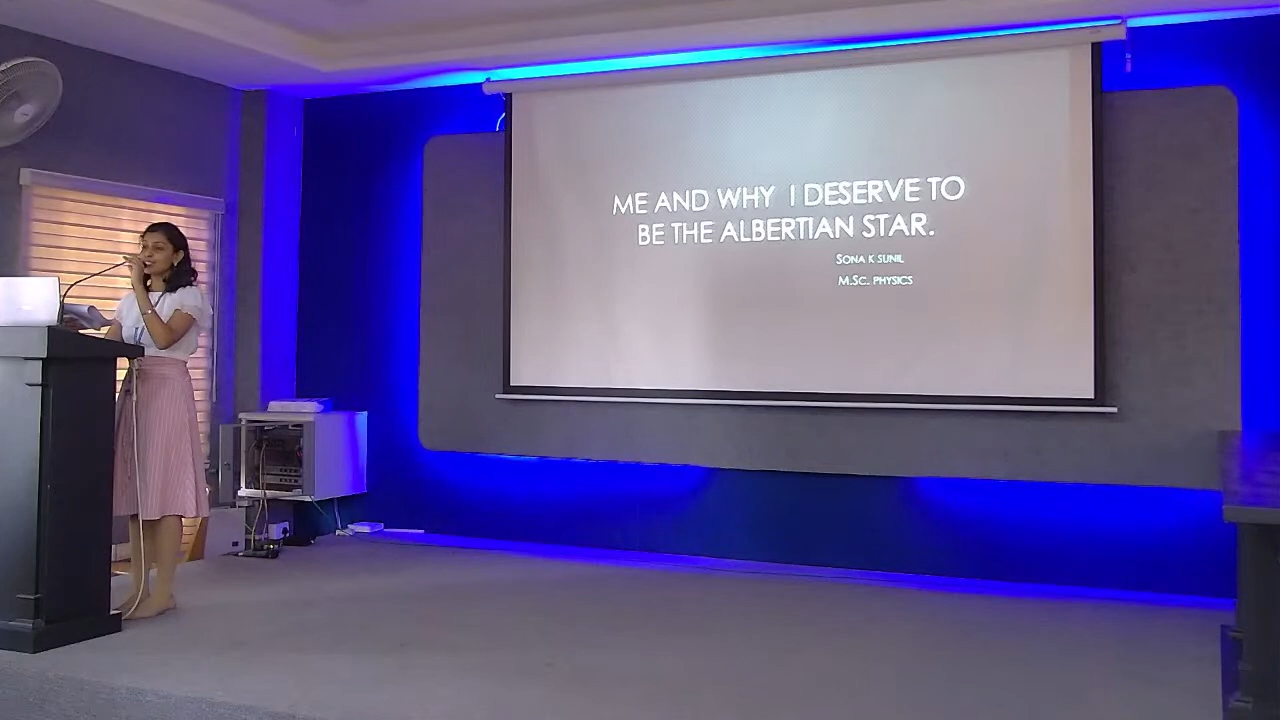 ME AND WHY I DESERVE TO
BE THE ALBERTIAN STAR.
SONA K SUNIL
M.SC. PHYSICS